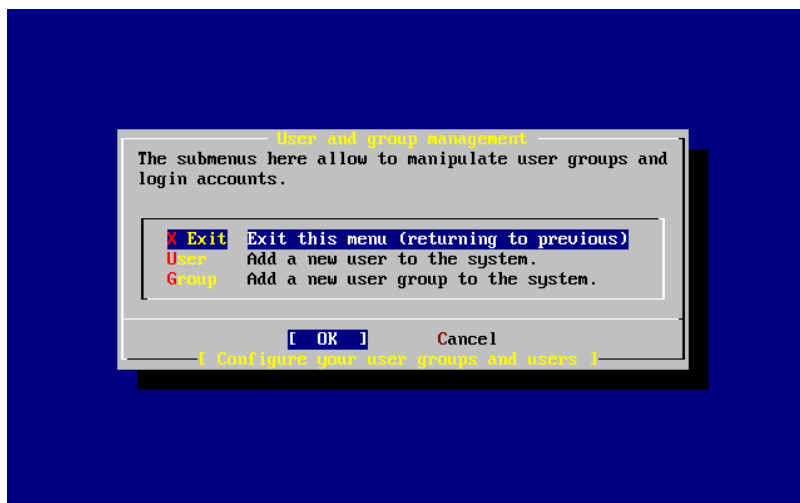 User and group management
The submenus here allow to manipulate user groups and
login accounts.
X Exit Exit this menu (returning to previous)
User Add a new user to the system.
Group Add a new user group to the system.
[ OK ] Cancel
[ Configure your user groups and users ]